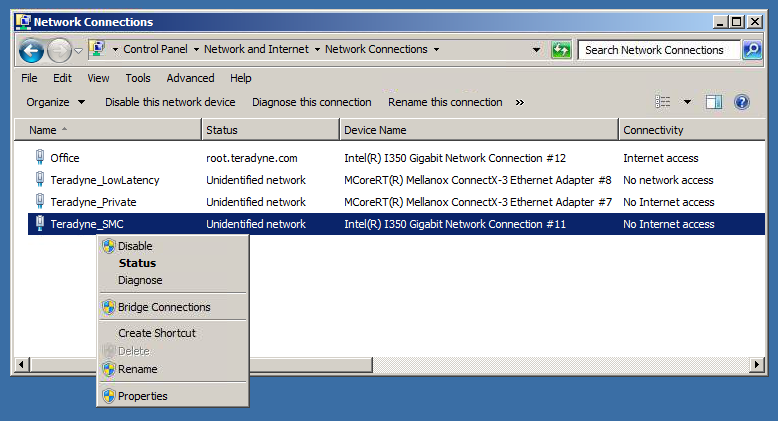 Network Connections
Control Panel Network and Internet Network Connections Search Network Connections
File Edit View Tools Advanced Help
Organize Disable this network device Diagnose this connection Rename this connection »
Name Status Device Name Connectivity
Office root.teradyne.com Intel(R) I350 Gigabit Network Connection #12 Internet access
Teradyne_LowLatency Unidentified network MCoreRT(R) Mellanox ConnectX-3 Ethernet Adapter #8 No network access
Teradyne_Private Unidentified network MCoreRT(R) Mellanox ConnectX-3 Ethernet Adapter #7 No Internet access
Teradyne_SMC Unidentified network Intel(R) I350 Gigabit Network Connection #11 No Internet access
Disable
Status
Diagnose
Bridge Connections
Create Shortcut
Delete
Rename
Properties